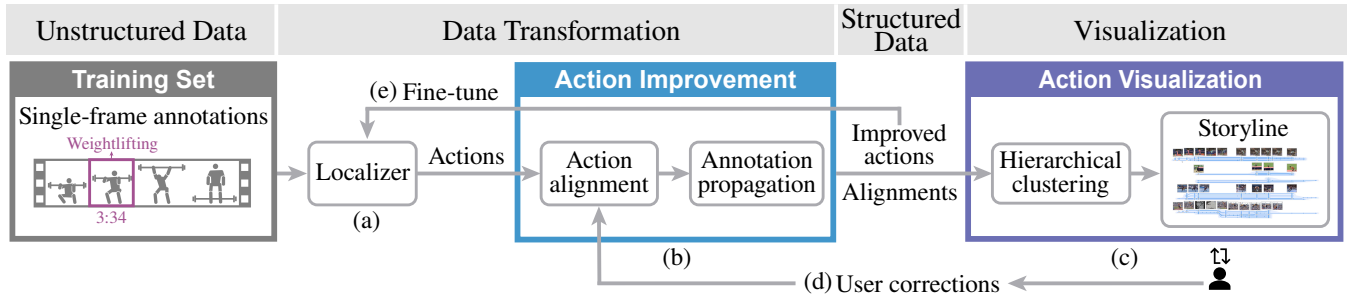 Unstructured Data
Data Transformation
Structured
Data
Visualization
Training Set
Single-frame annotations
Weightlifting
3:34
(e) Fine-tune
Localizer
(a)
Actions
Action Improvement
Action
alignment
Annotation
propagation
(b)
Improved
actions
Alignments
Action Visualization
Hierarchical
clustering
Storyline
(c)
(d) User corrections